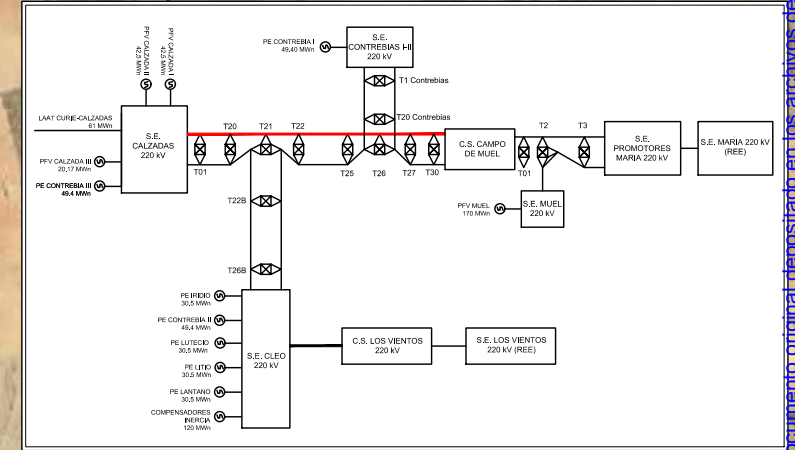 PFV CALZADA II
42,5 MWn
PFV CALZADA I
42,5 MWn
LAAT CURIE-CALZADAS
61 MWn
S.E.
CALZADAS
220 kV
PFV CALZADA III
20,17 MWn
PE CONTREBIA III
49.4 MWn
PE CONTREBIA I
49,40 MWn
S.E.
CONTREBIAS I-II
220 kV
T1 Contrebias
T20 Contrebias
T20
T21
T22
T01
T25
T26
T27
T30
C.S. CAMPO
DE MUEL
T2
T3
T01
S.E.
PROMOTORES
MARIA 220 kV
S.E. MARIA 220 kV
(REE)
PFV MUEL
170 MWn
S.E. MUEL
220 kV
T22B
T26B
PE IRIDIO
30,5 MWn
PE CONTREBIA II
49.4 MWn
PE LUTECIO
30.5 MWn
PE LITIO
30.5 MWn
PE LANTANO
30.5 MWn
COMPENSADORES
INERCIA
120 MWn
S.E. CLEO
220 kV
C.S. LOS VIENTOS
220 kV
S.E. LOS VIENTOS
220 kV (REE)
ocumento original depositado en los archivos de